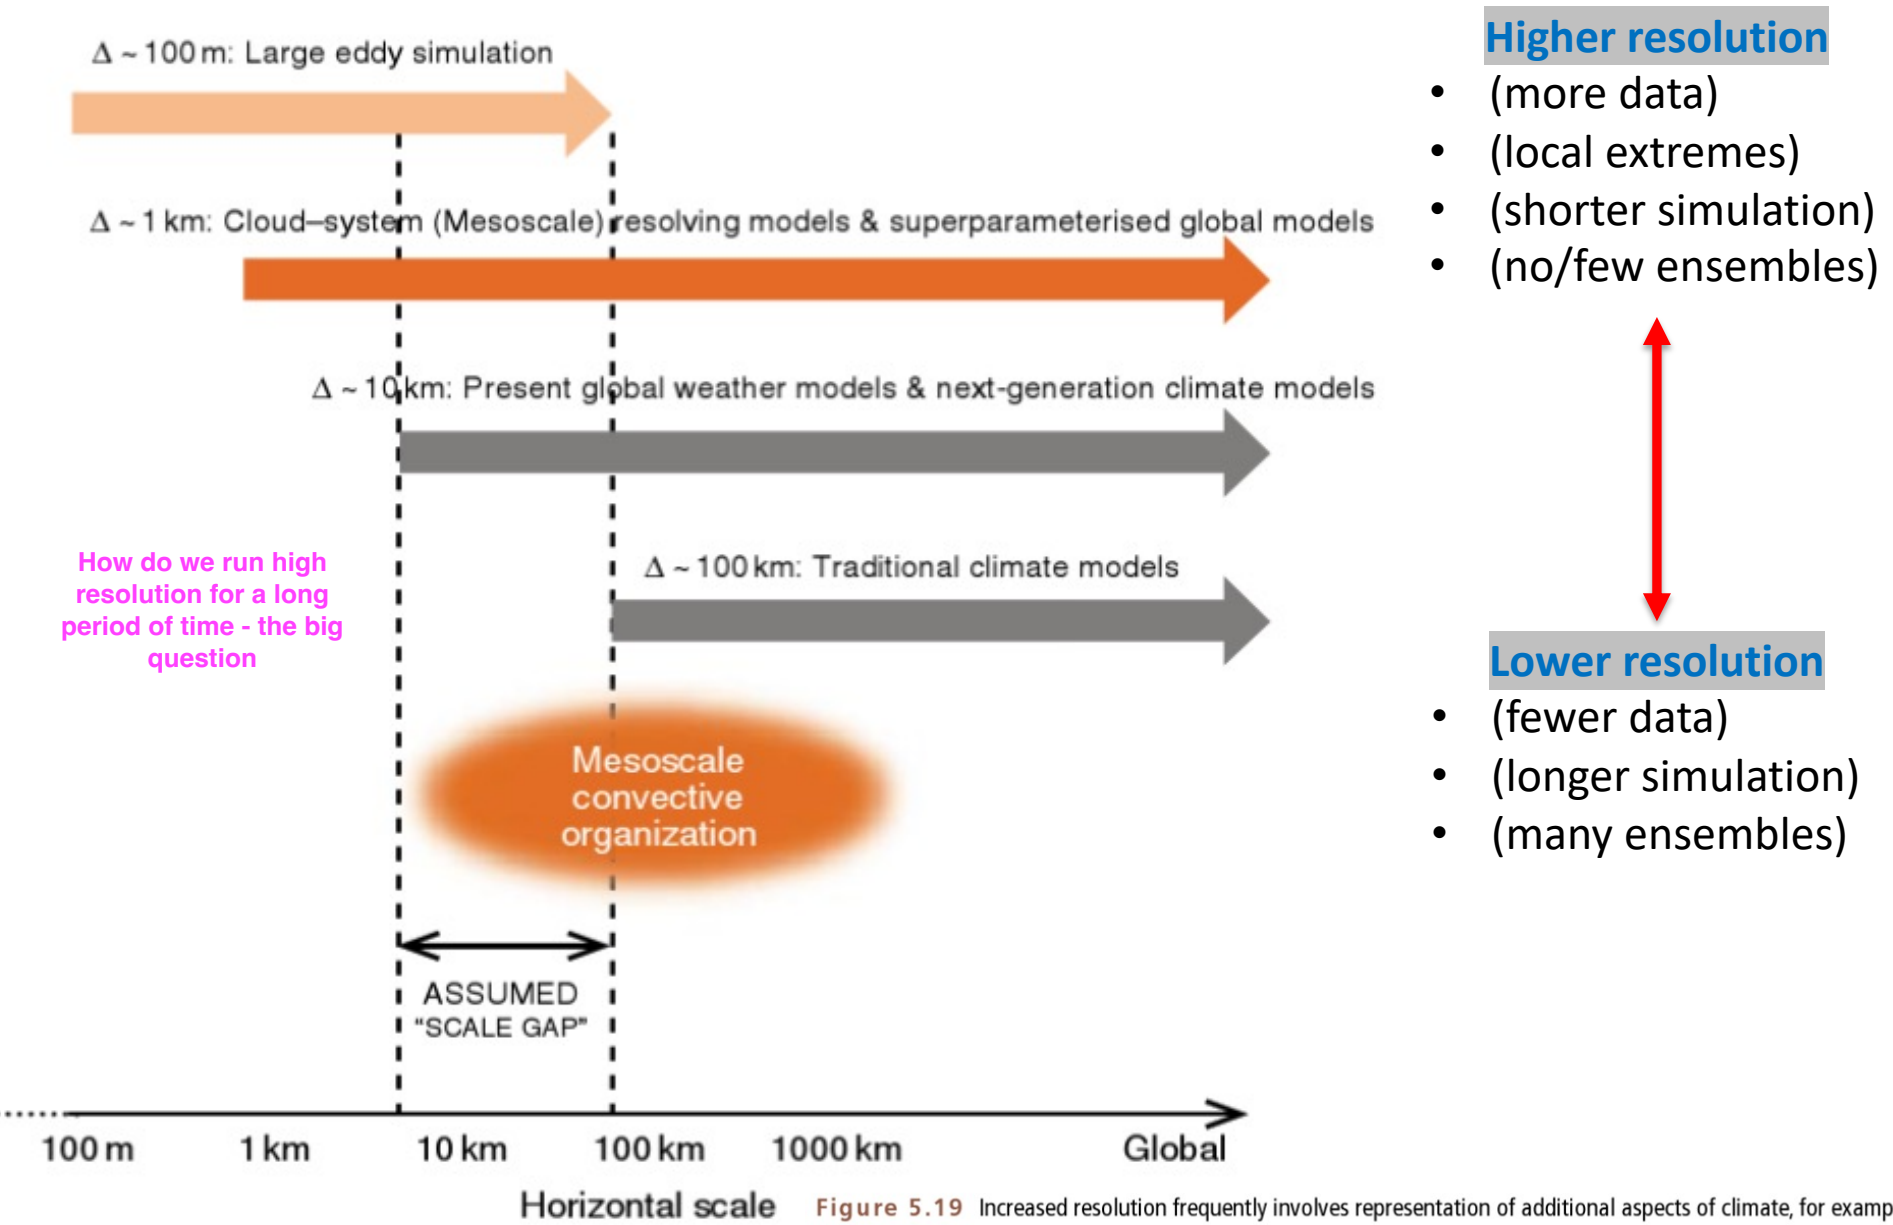 Δ ~ 100 m: Large eddy simulation
Δ ~ 1 km: Cloud–system (Mesoscale) resolving models & superparameterised global models
Δ ~ 10 km: Present global weather models & next-generation climate models
How do we run high
resolution for a long
period of time - the big
question
Δ ~ 100 km: Traditional climate models
Mesoscale
convective
organization
ASSUMED
“SCALE GAP”
100 m 1 km 10 km 100 km 1000 km Global
Horizontal scale
Figure 5.19 Increased resolution frequently involves representation of additional aspects of climate, for examp
Higher resolution
• (more data)
• (local extremes)
• (shorter simulation)
• (no/few ensembles)
Lower resolution
• (fewer data)
• (longer simulation)
• (many ensembles)